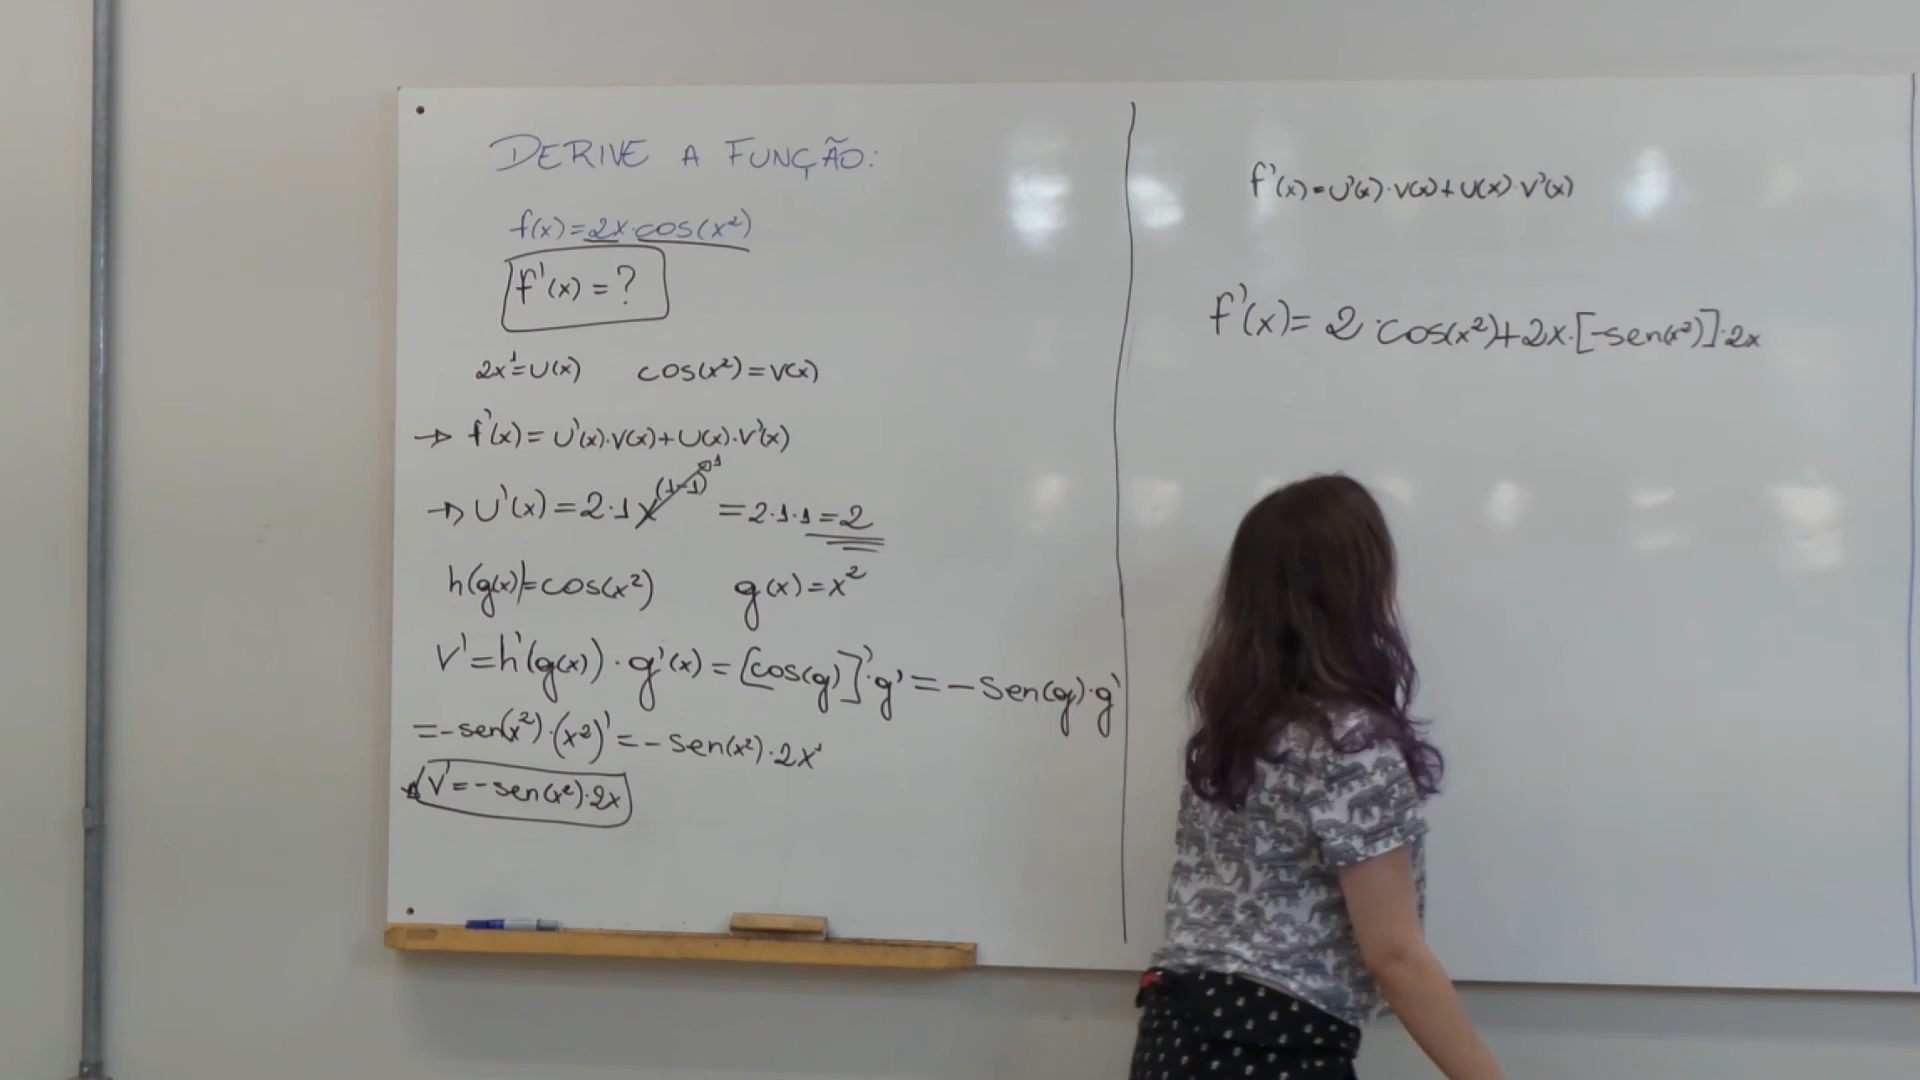 DERIVE A FUNÇÃO:
f(x)=2x·cos(x²)
f'(x) = ?
2x¹=U(x) cos(x²)=V(x)
→ f'(x)= U'(x)·V(x)+U(x)·V'(x)
→ U'(x) = 2·1x⁽¹⁻¹⁾ ¹ = 2·1·1=2
h(g(x))=cos(x²) g(x)=x²
V'=h'(g(x))·g'(x)=[cos(g)]'·g'=-sen(g)·g'
=-sen(x²)·(x²)'=-sen(x²)·2x¹
V'=-sen(x²)·2x
f'(x)=U'(x)·V(x)+U(x)·V'(x)
f'(x)= 2·cos(x²)+2x·[-sen(x²)]·2x